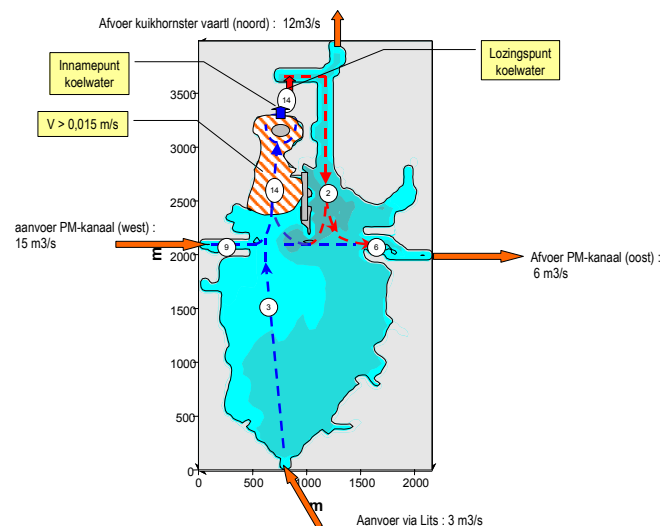 Afvoer kuikhornster vaartl (noord) : 12m3/s
Innamepunt
koelwater
Lozingspunt
koelwater
V > 0,015 m/s
14
14
2
aanvoer PM-kanaal (west) :
15 m3/s
9
6
Afvoer PM-kanaal (oost) :
6 m3/s
3
3500
3000
2500
2000
1500
1000
500
0
m
0
500
1000
1500
2000
m
Aanvoer via Lits : 3 m3/s